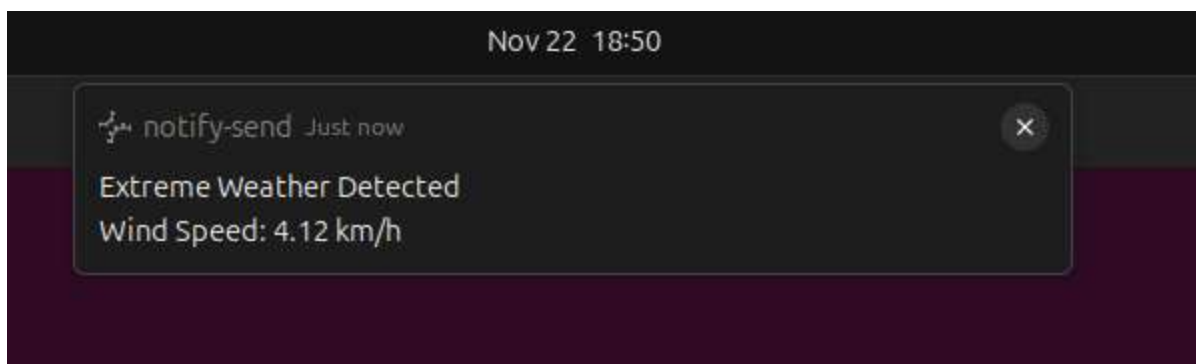 Nov 22 18:50
notify-send Just now
Extreme Weather Detected
Wind Speed: 4.12 km/h